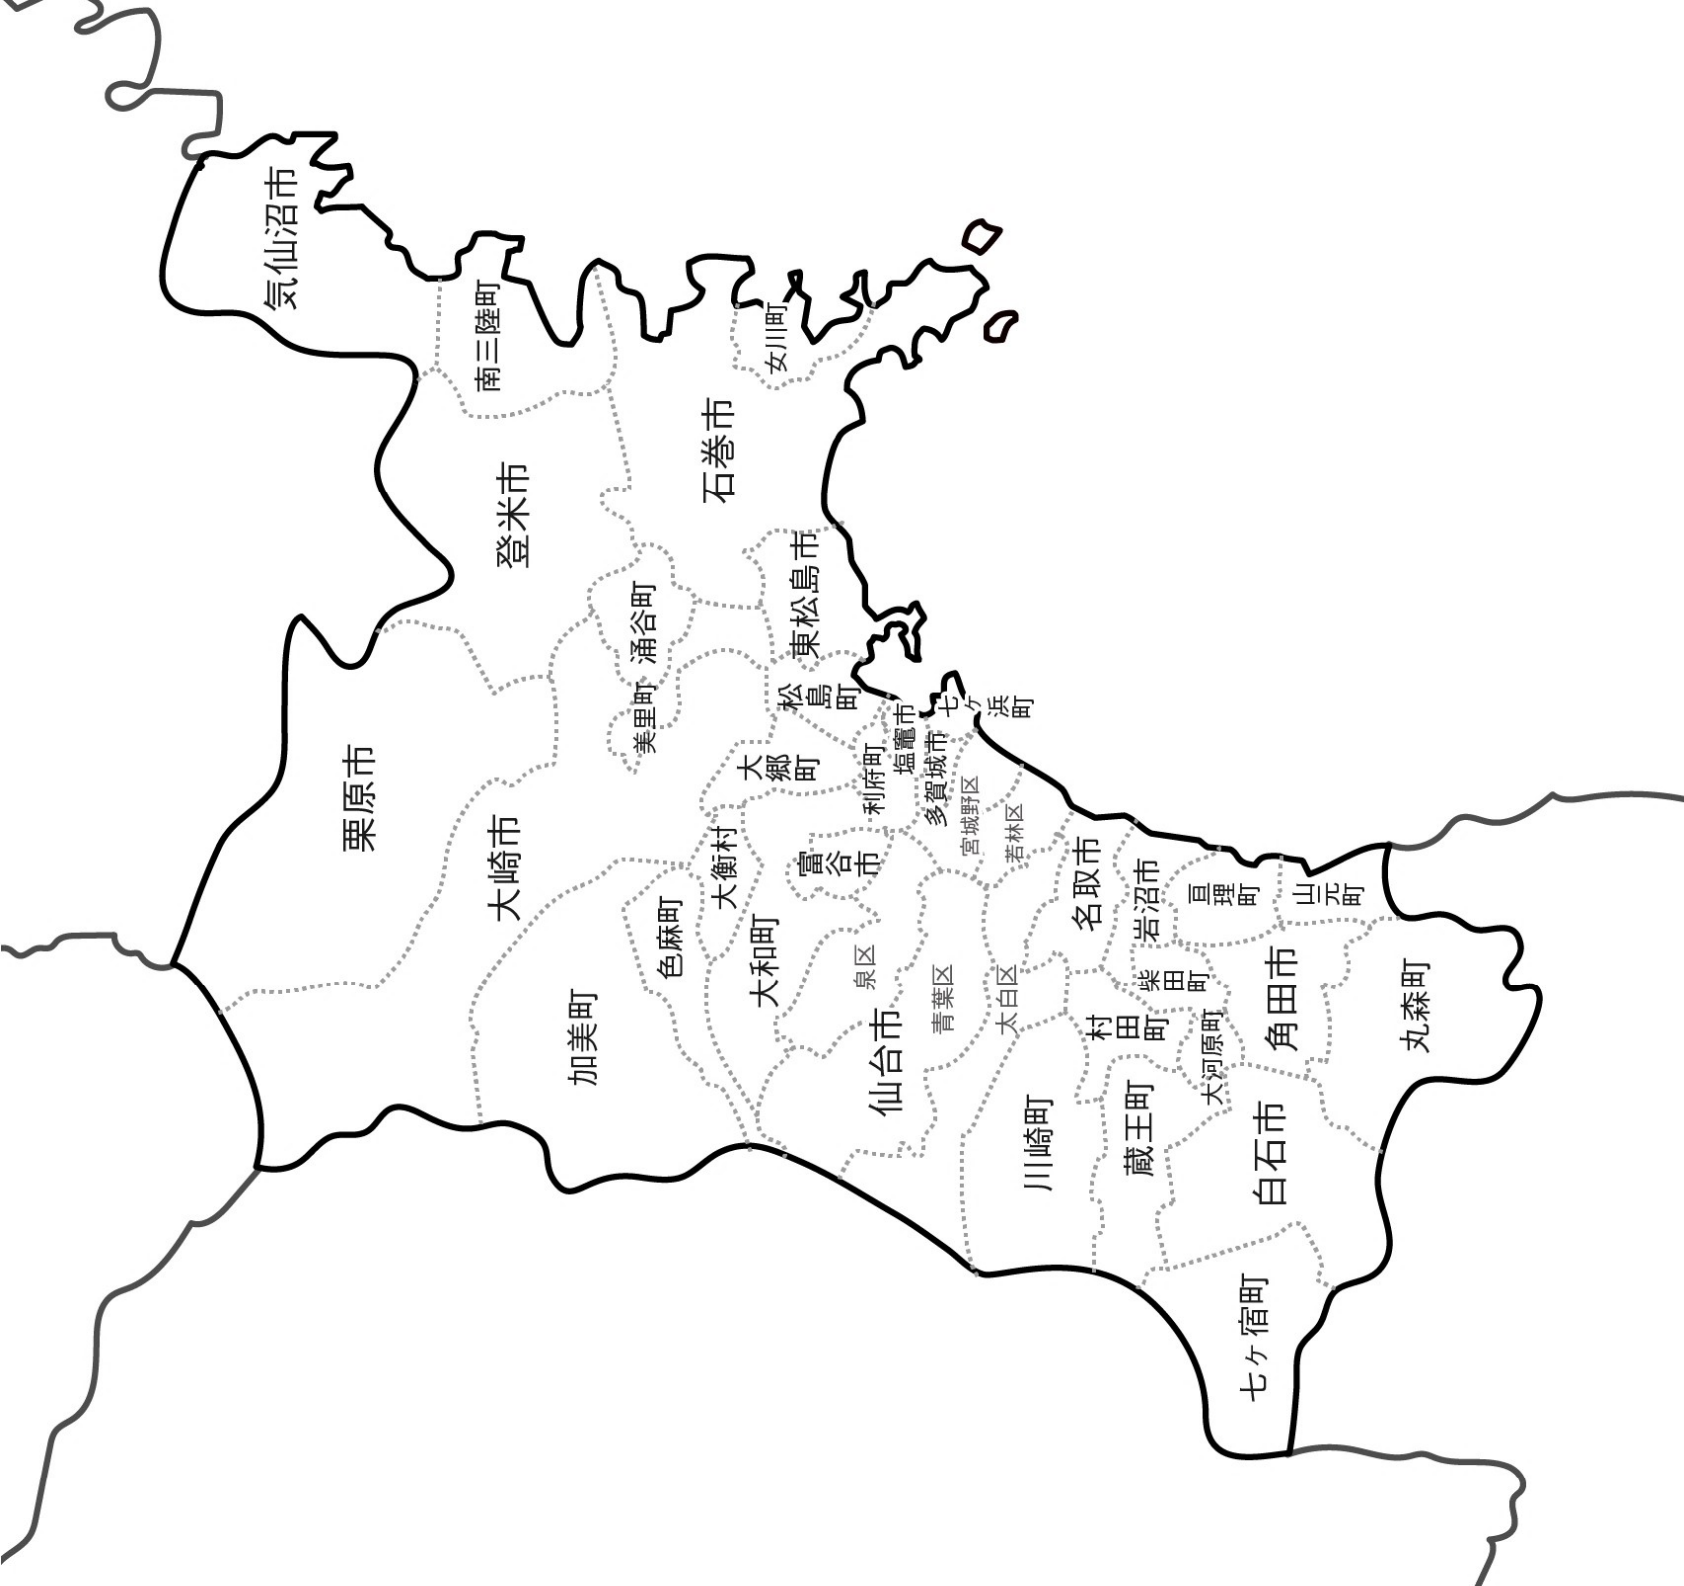 気仙沼市
南三陸町
女川町
石巻市
登米市
東松島市
涌谷町
美里町
松島町
七ヶ浜町
塩竈市
多賀城市
利府町
大郷町
栗原市
大崎市
宮城野区
若林区
富谷市
大衡村
色麻町
大和町
加美町
泉区
青葉区
太白区
仙台市
名取市
岩沼市
亘理町
山元町
柴田町
村田町
大河原町
角田市
丸森町
川崎町
蔵王町
白石市
七ヶ宿町